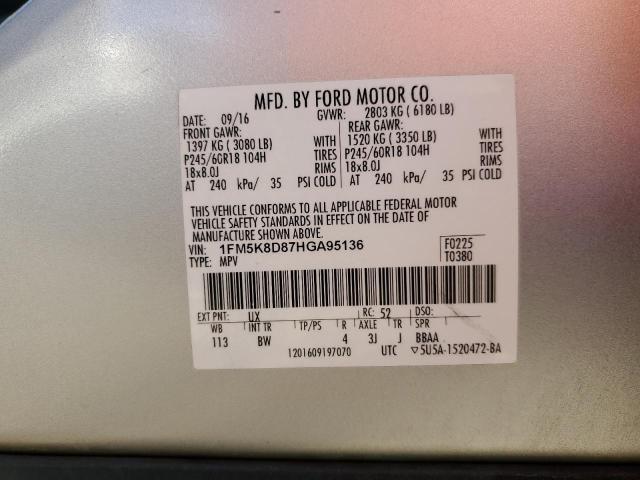 MFD. BY FORD MOTOR CO.
DATE: 09/16 GVWR: 2803 KG ( 6180 LB)
FRONT GAWR: REAR GAWR:
1397 KG ( 3080 LB) WITH 1520 KG ( 3350 LB) WITH
P245/60R18 104H TIRES P245/60R18 104H TIRES
18x8.0J RIMS 18x8.0J RIMS
AT 240 kPa/ 35 PSI COLD AT 240 kPa/ 35 PSI COLD
THIS VEHICLE CONFORMS TO ALL APPLICABLE FEDERAL MOTOR
VEHICLE SAFETY STANDARDS IN EFFECT ON THE DATE OF
MANUFACTURE SHOWN ABOVE.
VIN: 1FM5K8D87HGA95136 F0225
TYPE: MPV T0380
EXT PNT: UX RC: 52 DSO:
WB INT TR TP/PS R AXLE TR SPR
113 BW 4 3J J BBAA
1201609197070 UTC ▽5U5A-1520472-BA